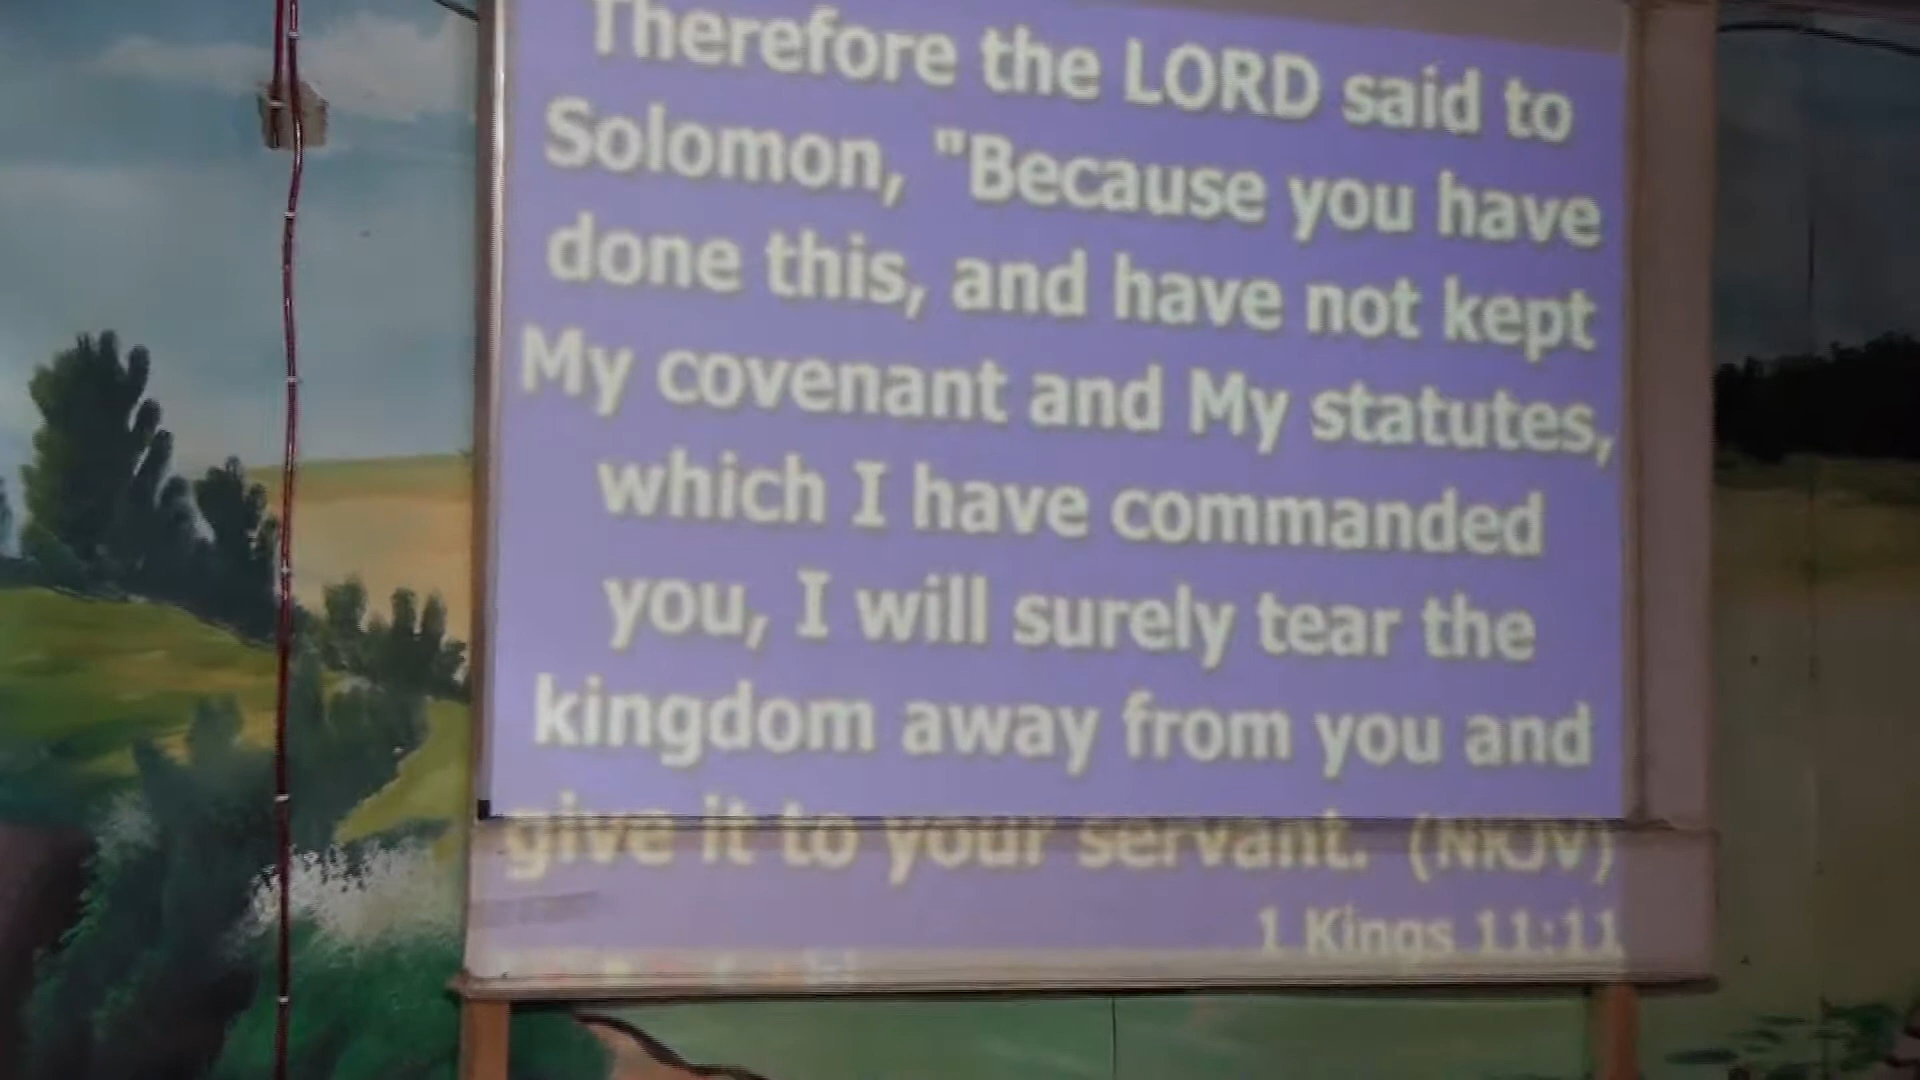 Therefore the LORD said to
Solomon, "Because you have
done this, and have not kept
My covenant and My statutes,
which I have commanded
you, I will surely tear the
kingdom away from you and
give it to your servant. (NKJV)
1 Kings 11:11